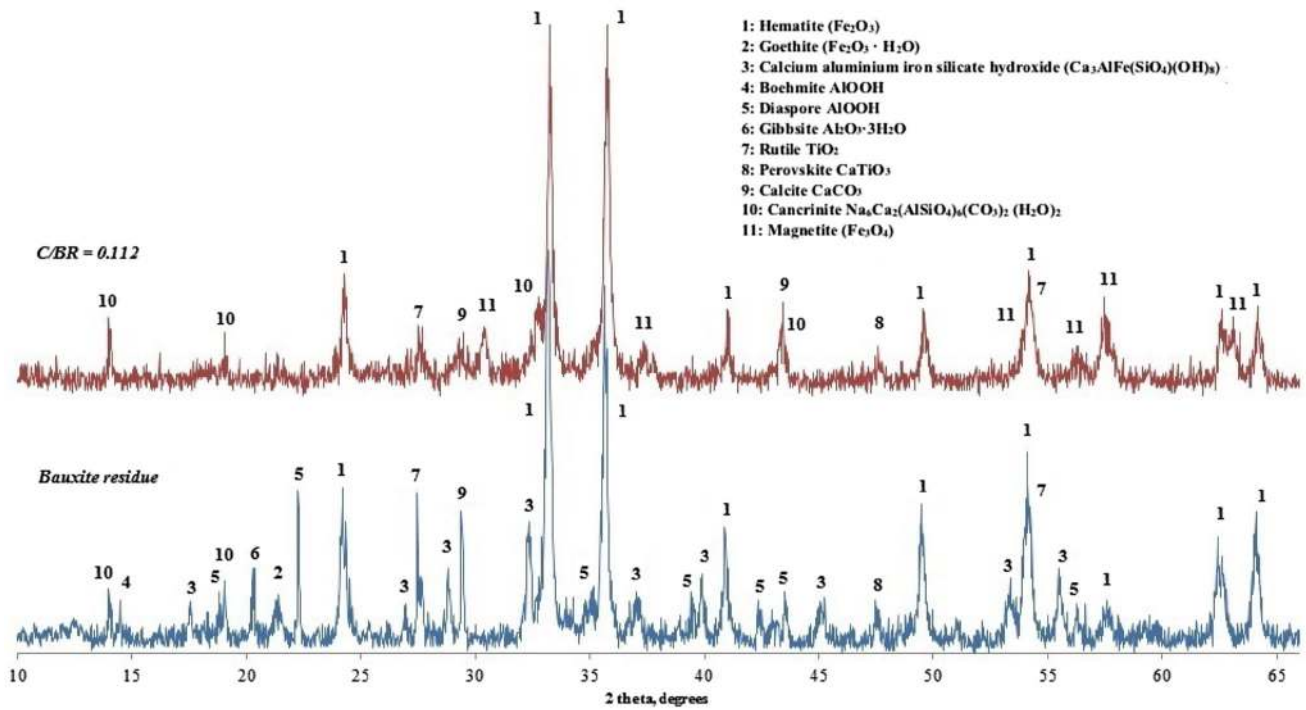 1: Hematite (Fe₂O₃)
2: Goethite (Fe₂O₃ · H₂O)
3: Calcium aluminium iron silicate hydroxide (Ca₃AlFe(SiO₄)(OH)₈)
4: Boehmite AlOOH
5: Diaspore AlOOH
6: Gibbsite Al₂O₃·3H₂O
7: Rutile TiO₂
8: Perovskite CaTiO₃
9: Calcite CaCO₃
10: Cancrinite Na₆Ca₂(AlSiO₄)₆(CO₃)₂ (H₂O)₂
11: Magnetite (Fe₃O₄)
1 1
C/BR = 0.112
10 10 1 7 9 11 10 11 1 9 10 8 1 11 1 7 11 11 1 11 1
Bauxite residue
10 4 3 5 10 6 2 5 1 3 7 3 9 3 1 5 1 3 5 3 1 5 5 3 8 1 3 1 7 3 5 1 1 1
10 15 20 25 30 35 40 45 50 55 60 65
2 theta, degrees